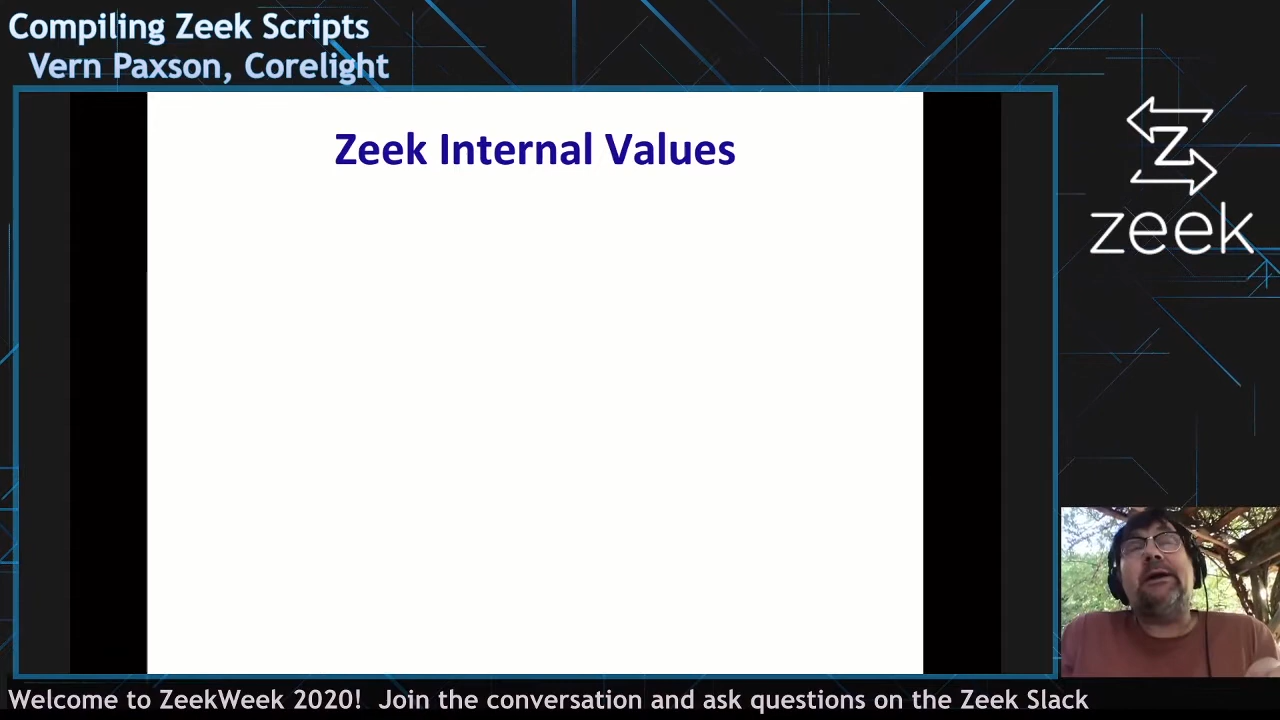 Compiling Zeek Scripts
Vern Paxson, Corelight
Zeek Internal Values
Z
zeek
Welcome to ZeekWeek 2020!  Join the conversation and ask questions on the Zeek Slack